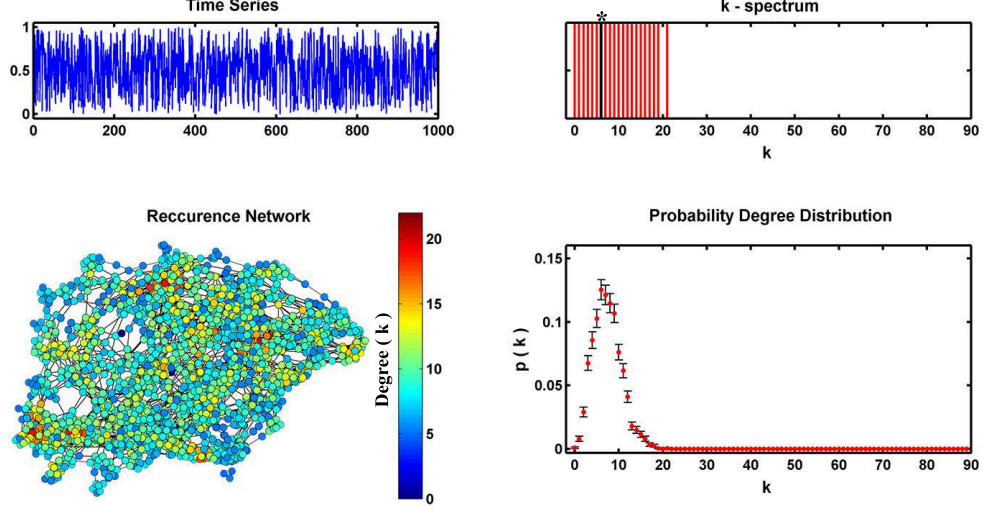 Time Series
1
0.5
0
0 200 400 600 800 1000
k - spectrum
*
0 10 20 30 40 50 60 70 80 90
k
Reccurence Network
20
15
10
5
0
Degree ( k )
Probability Degree Distribution
0.15
0.1
0.05
0
p ( k )
0 10 20 30 40 50 60 70 80 90
k